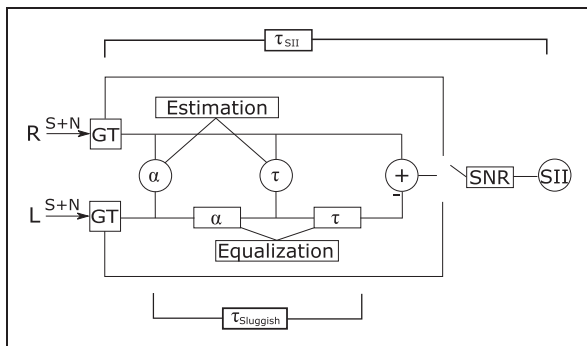 τSII
Estimation
S+N
R
GT
α
τ
+
-
SNR
SII
S+N
L
GT
α
τ
Equalization
τSluggish